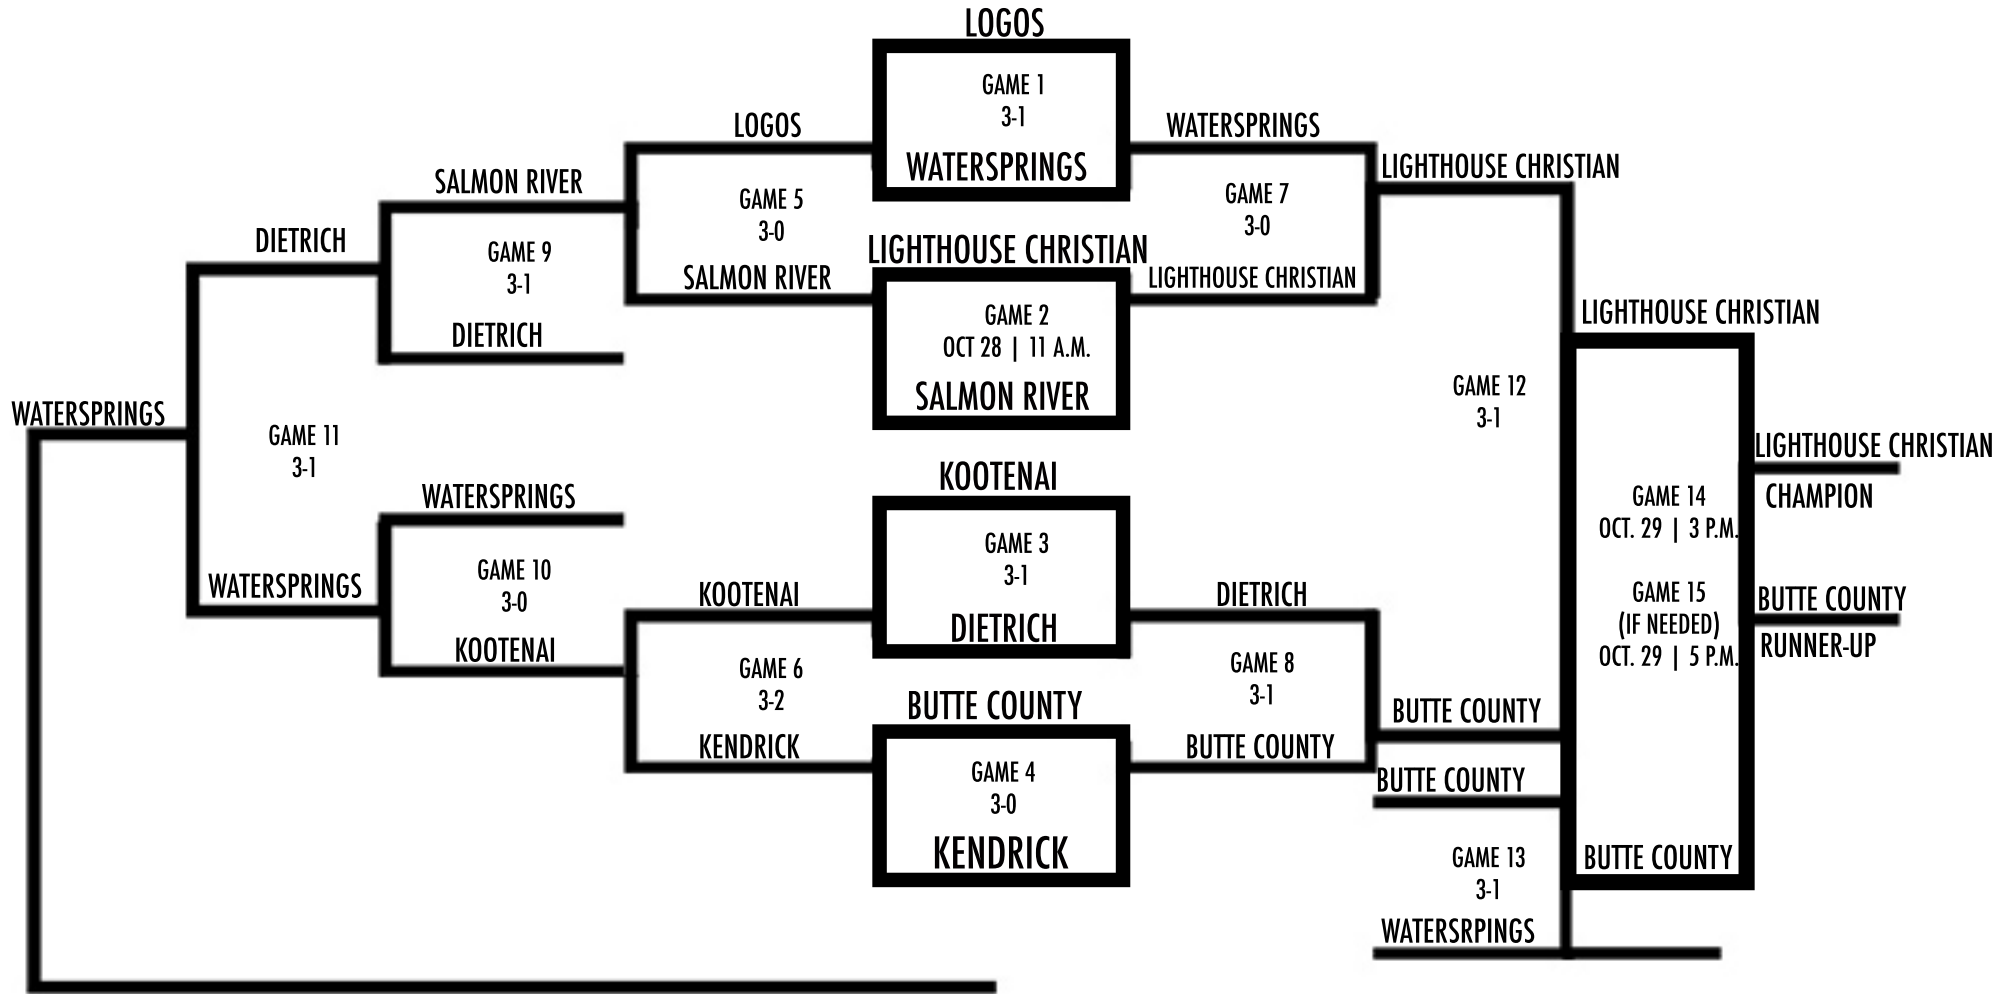 LOGOS
GAME 1
3-1
WATERSPRINGS
LOGOS
WATERSPRINGS
SALMON RIVER
GAME 5
3-0
GAME 7
3-0
LIGHTHOUSE CHRISTIAN
DIETRICH
GAME 9
3-1
LIGHTHOUSE CHRISTIAN
SALMON RIVER
LIGHTHOUSE CHRISTIAN
DIETRICH
GAME 2
OCT 28 | 11 A.M.
SALMON RIVER
LIGHTHOUSE CHRISTIAN
WATERSPRINGS
GAME 11
3-1
GAME 12
3-1
LIGHTHOUSE CHRISTIAN
CHAMPION
KOOTENAI
WATERSPRINGS
GAME 3
3-1
DIETRICH
GAME 14
OCT. 29 | 3 P.M.
GAME 15
(IF NEEDED)
OCT. 29 | 5 P.M.
BUTTE COUNTY
RUNNER-UP
WATERSPRINGS
GAME 10
3-0
KOOTENAI
KOOTENAI
DIETRICH
GAME 6
3-2
GAME 8
3-1
BUTTE COUNTY
BUTTE COUNTY
KENDRICK
BUTTE COUNTY
GAME 4
3-0
KENDRICK
BUTTE COUNTY
GAME 13
3-1
BUTTE COUNTY
WATERSRPINGS